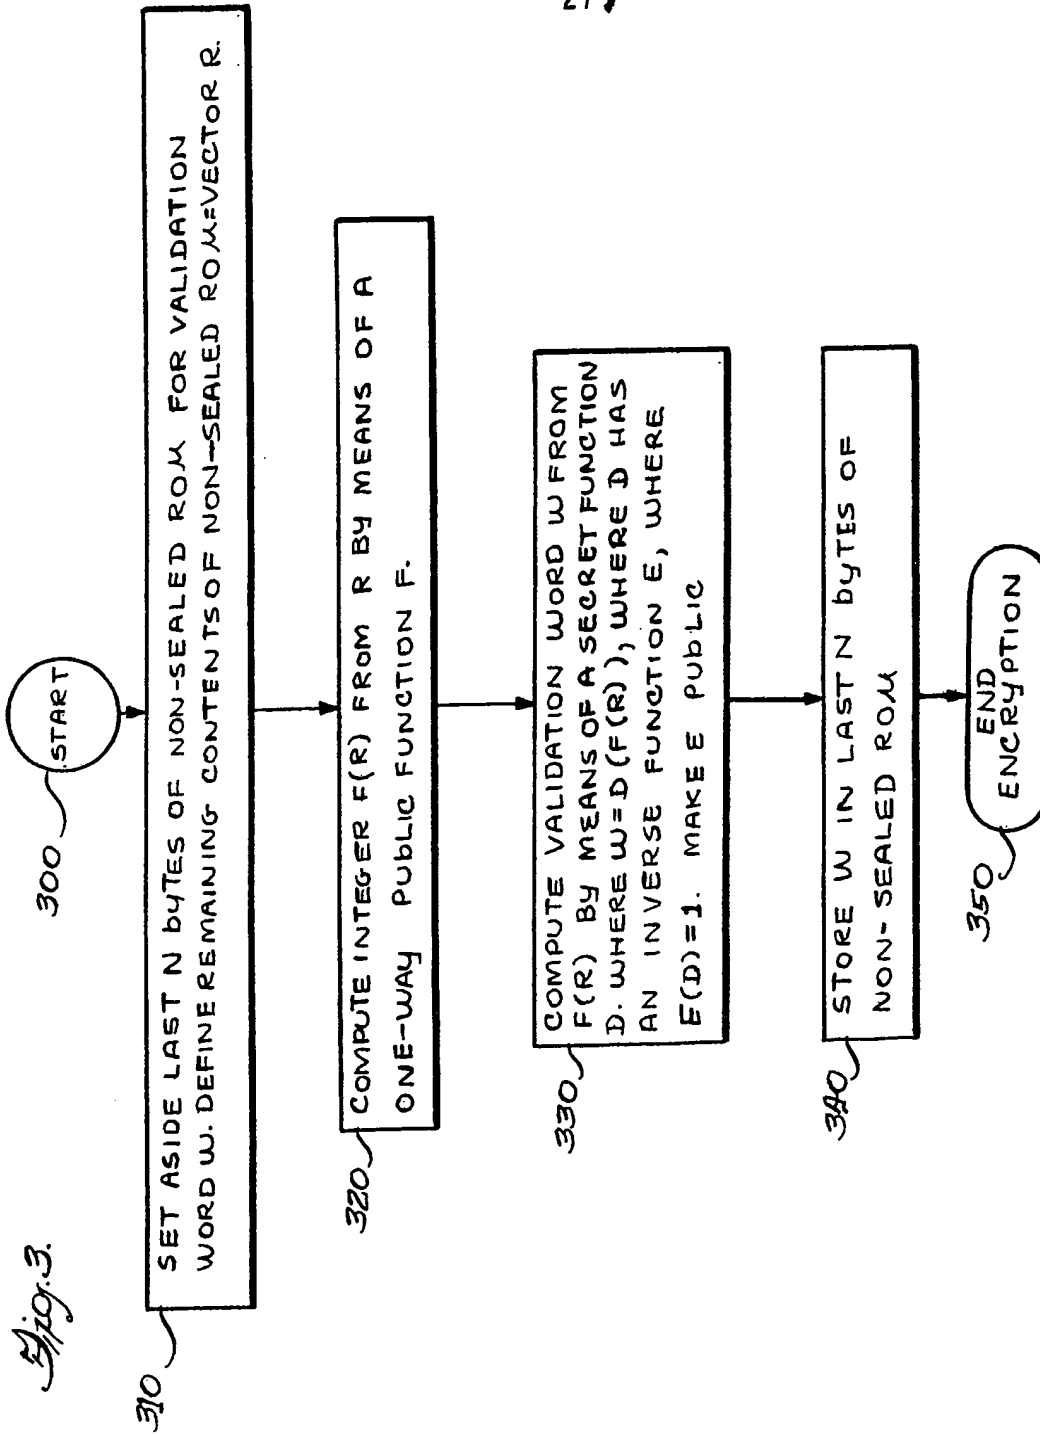 Fig. 3.
300
START
310
SET ASIDE LAST N bYTES OF NON-SEALED ROM FOR VALIDATION
WORD W. DEFINE REMAINING CONTENTS OF NON-SEALED ROM=VECTOR R.
320
COMPUTE INTEGER F(R) FROM R BY MEANS OF A
ONE-WAY PUBLIC FUNCTION F.
330
COMPUTE VALIDATION WORD W FROM
F(R) BY MEANS OF A SECRET FUNCTION
D. WHERE W=D(F(R)), WHERE D HAS
AN INVERSE FUNCTION E, WHERE
E(D)=1. MAKE E PUbLIC
340
STORE W IN LAST N bYTES OF
NON-SEALED ROM
350
END
ENCRYPTION